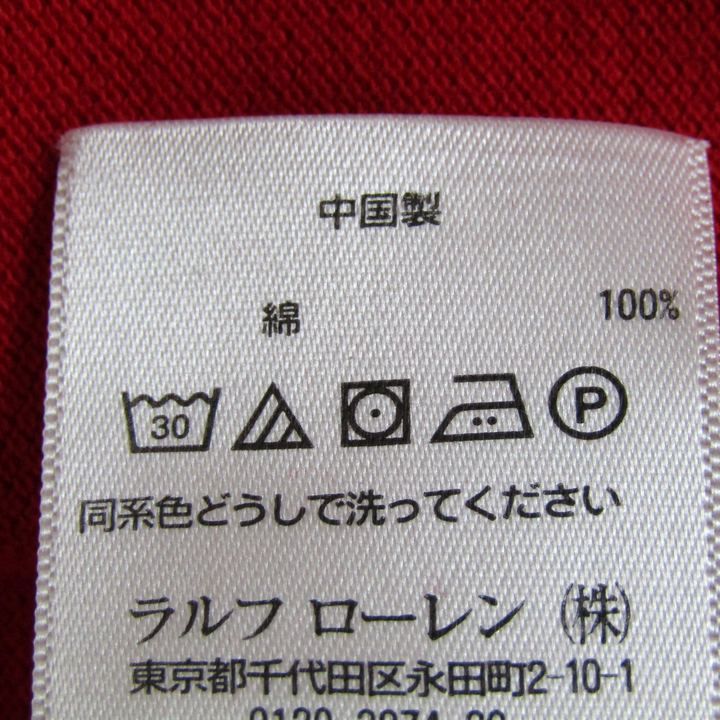 中国製
綿 100%
30 P
同系色どうしで洗ってください
ラルフ ローレン (株)
東京都千代田区永田町2-10-1